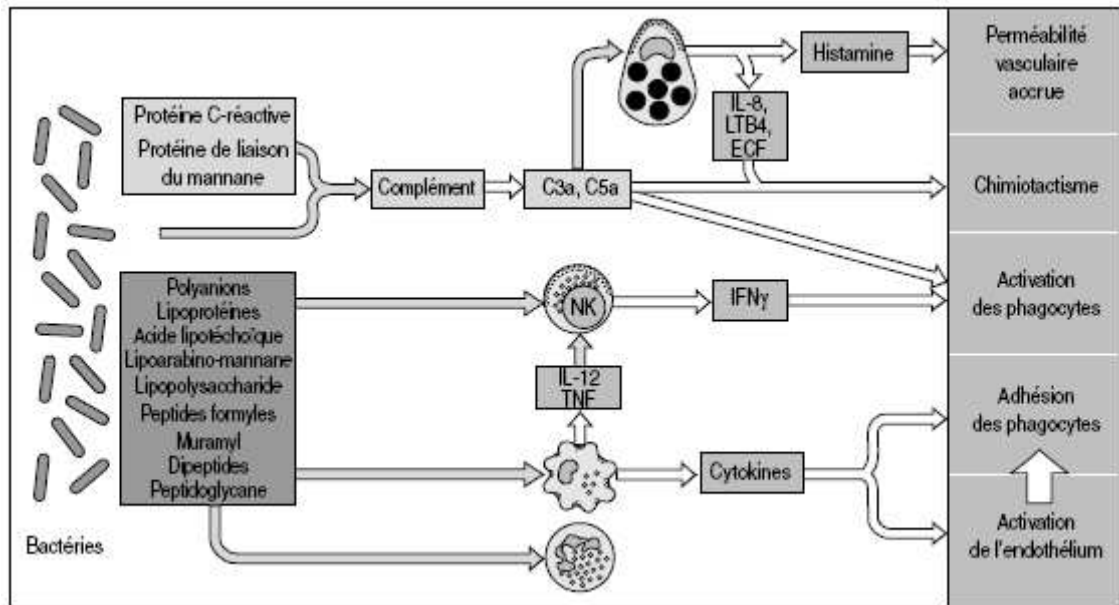 Protéine C-réactive
Protéine de liaison
du mannane
Complément
C3a, C5a
Histamine
IL-8,
LTB4,
ECF
Perméabilité
vasculaire
accrue
Chimiotactisme
Polyanions
Lipoprotéines
Acide lipotéchoïque
Lipoarabino-mannane
Lipopolysaccharide
Peptides formyles
Muramyl
Dipeptides
Peptidoglycane
NK
IFNγ
Activation
des phagocytes
IL-12
TNF
Cytokines
Adhésion
des phagocytes
Activation
de l'endothélium
Bactéries